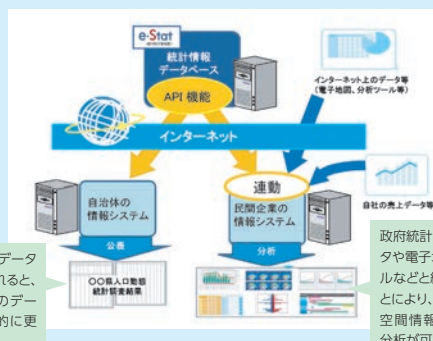 e-Stat
統計情報
データベース
API 機能
インターネット上のデータ等
(電子地図、分析ツール等)
インターネット
自治体の
情報システム
連動
民間企業の
情報システム
自社の売上データ等
公表
分析
〇〇県人口動態
統計調査結果
データ
れると、
のデー
的に更
政府統計
タや電子
ルなどと
とにより、
空間情報
分析が可